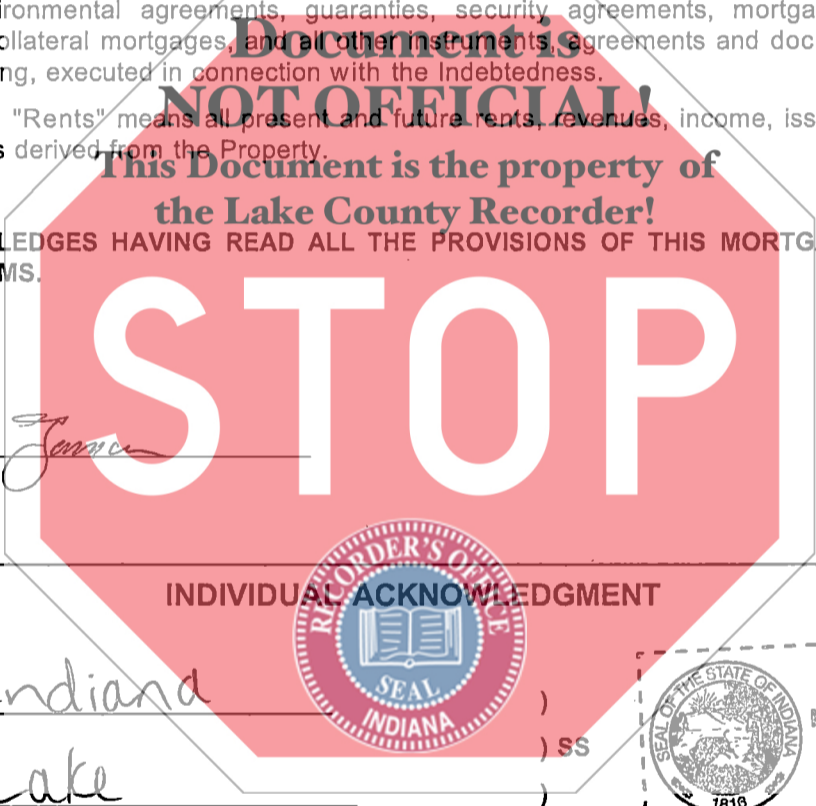 ronmental agreements, guaranties, security agreements, mortga
ollateral mortgages, and all other instruments, agreements and doc
ng, executed in connection with the Indebtedness.
Document is
"Rents" means all present and future rents, revenues, income, iss
NOT OFFICIAL!
s derived from the Property.
This Document is the property of
the Lake County Recorder!
LEDGES HAVING READ ALL THE PROVISIONS OF THIS MORTG
MS.
STOP
INDIVIDUAL ACKNOWLEDGMENT
RECORDER'S OFFICE
SEAL
INDIANA
ndiana )
) SS
ake )
SEAL OF THE STATE OF INDIANA
1816